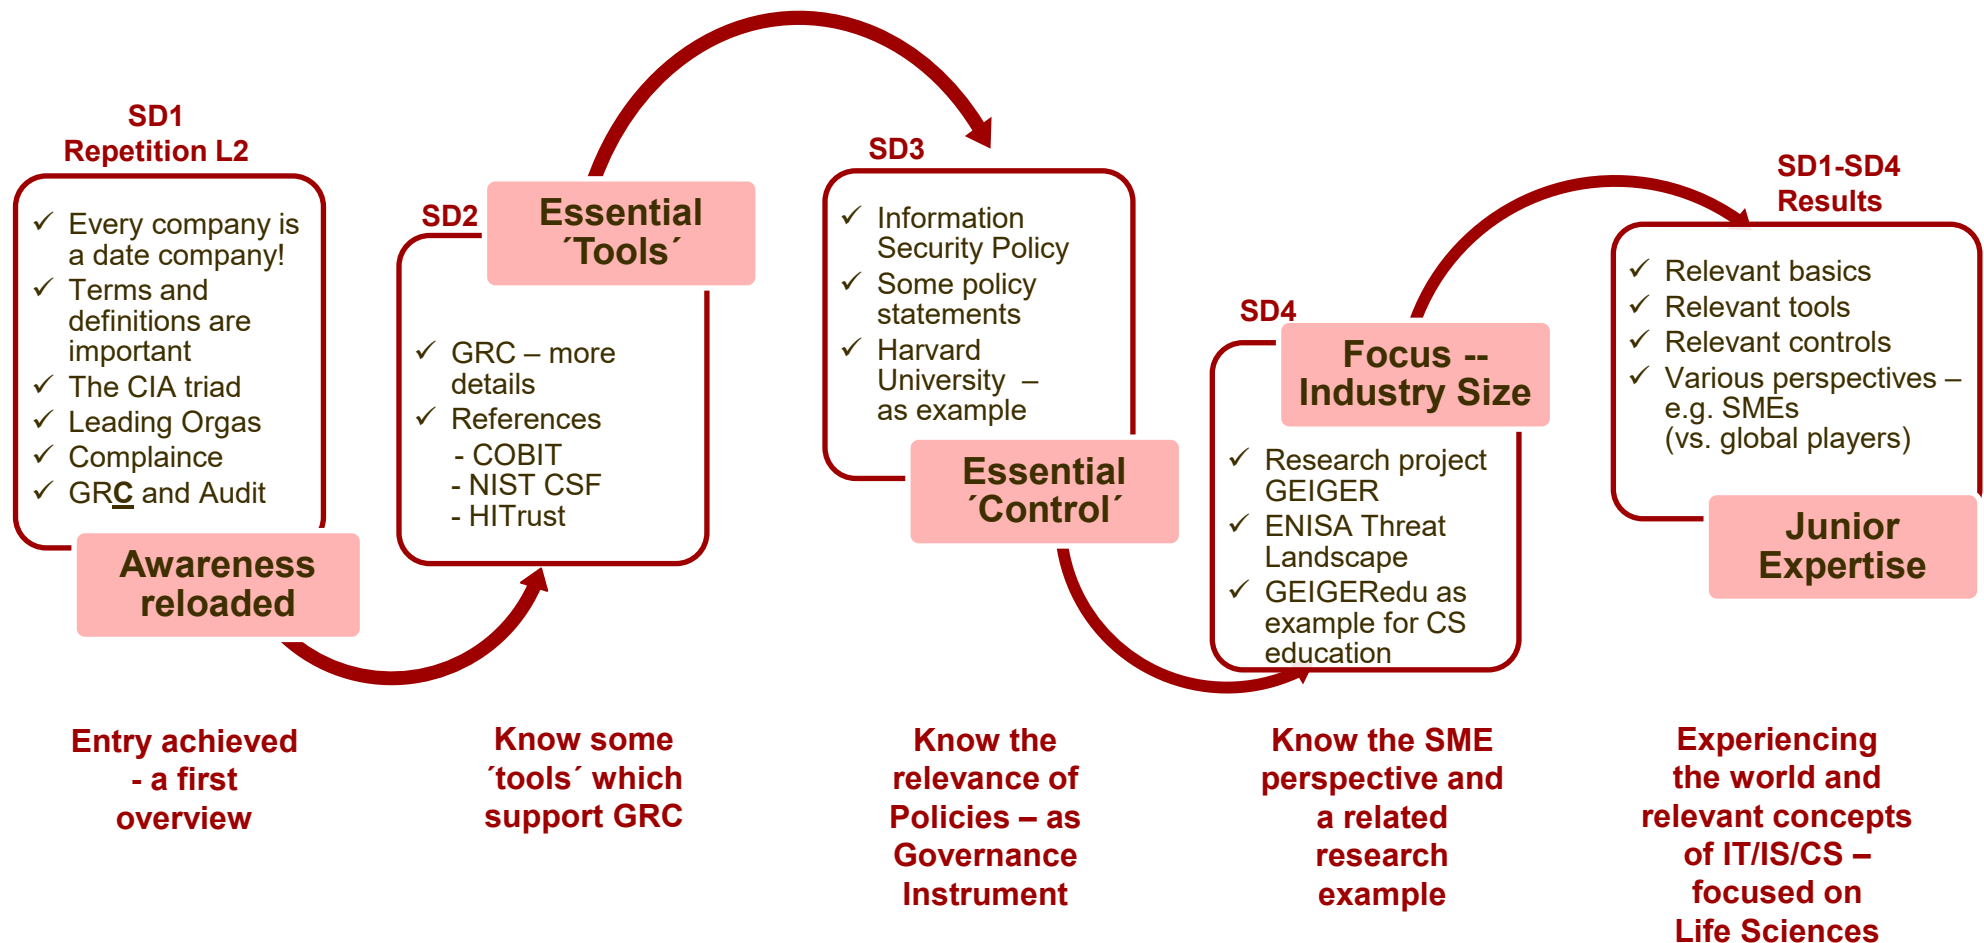 SD1
Repetition L2
✓ Every company is
a date company!
✓ Terms and
definitions are
important
✓ The CIA triad
✓ Leading Orgas
✓ Complaince
✓ GRC and Audit
Awareness
reloaded
Entry achieved
- a first
overview
SD2
Essential
´Tools´
✓ GRC – more
details
✓ References
- COBIT
- NIST CSF
- HITrust
Know some
´tools´ which
support GRC
SD3
✓ Information
Security Policy
✓ Some policy
statements
✓ Harvard
University –
as example
Essential
´Control´
Know the
relevance of
Policies – as
Governance
Instrument
SD4
Focus --
Industry Size
✓ Research project
GEIGER
✓ ENISA Threat
Landscape
✓ GEIGERedu as
example for CS
education
Know the SME
perspective and
a related
research
example
SD1-SD4
Results
✓ Relevant basics
✓ Relevant tools
✓ Relevant controls
✓ Various perspectives –
e.g. SMEs
(vs. global players)
Junior
Expertise
Experiencing
the world and
relevant concepts
of IT/IS/CS –
focused on
Life Sciences